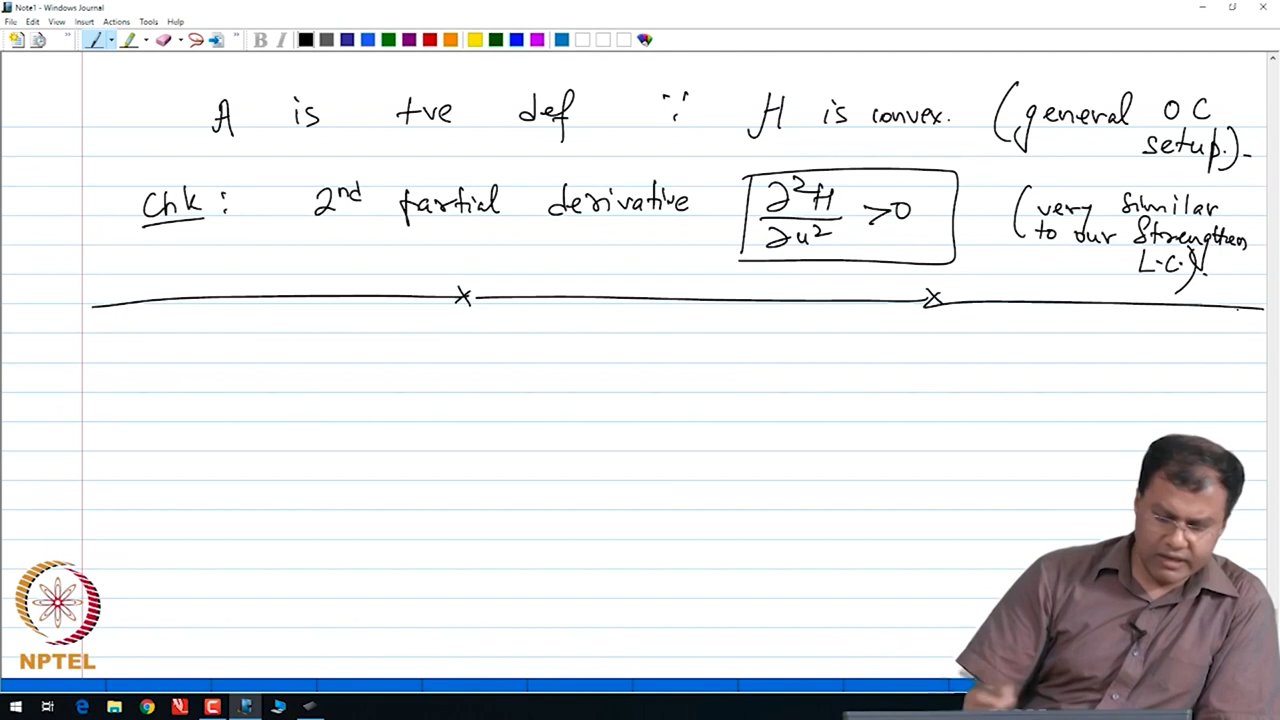 Note1 - Windows Journal
File Edit View Insert Actions Tools Help
B I
A is +ve def ∵ H is convex. (general OC
setup.).
Chk : 2nd partial derivative ∂²H/∂u² >0 (very similar
to our Strengthen
L.C.).
NPTEL